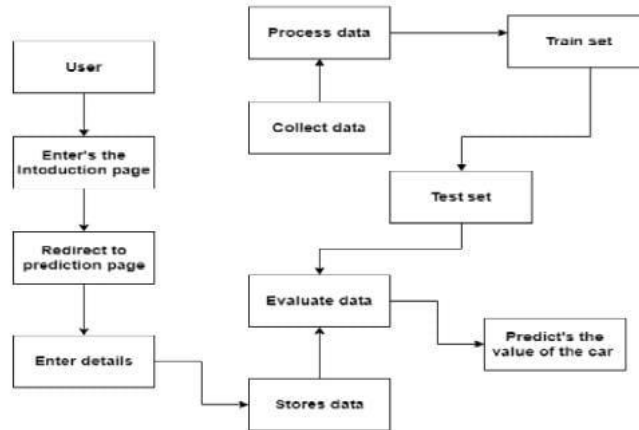 User
Enter's the
Intoduction page
Redirect to
prediction page
Enter details
Process data
Collect data
Train set
Test set
Evaluate data
Stores data
Predict's the
value of the car